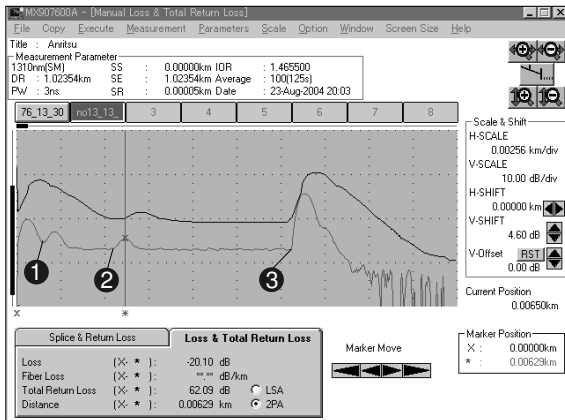 MX907600A - [Manual Loss & Total Return Loss]
File Copy Execute Measurement Parameters Scale Option Window Screen Size Help
Title : Anritsu
Measurement Parameter
1310nm(SM) SS : 0.00000km IOR : 1.465500
DR : 1.02354km SE : 1.02354km Average : 100(125s)
PW : 3ns SR : 0.00005km Date : 23-Aug-2004 20:03
76_13_30 no13_13_ 3 4 5 6 7 8
Scale & Shift
H-SCALE
0.00256 km/div
V-SCALE
10.00 dB/div
H-SHIFT
0.00000 km
V-SHIFT
4.60 dB
V-Offset RST
0.00 dB
Current Position
0.00650km
1 2 3
X *
Splice & Return Loss Loss & Total Return Loss
Loss (X- * ): -20.10 dB
Fiber Loss (X- * ): **.** dB/km
Total Return Loss (X- * ): 62.09 dB LSA
Distance (X- * ): 0.00629 km 2PA
Marker Move
Marker Position
X : 0.00000km
* : 0.00629km